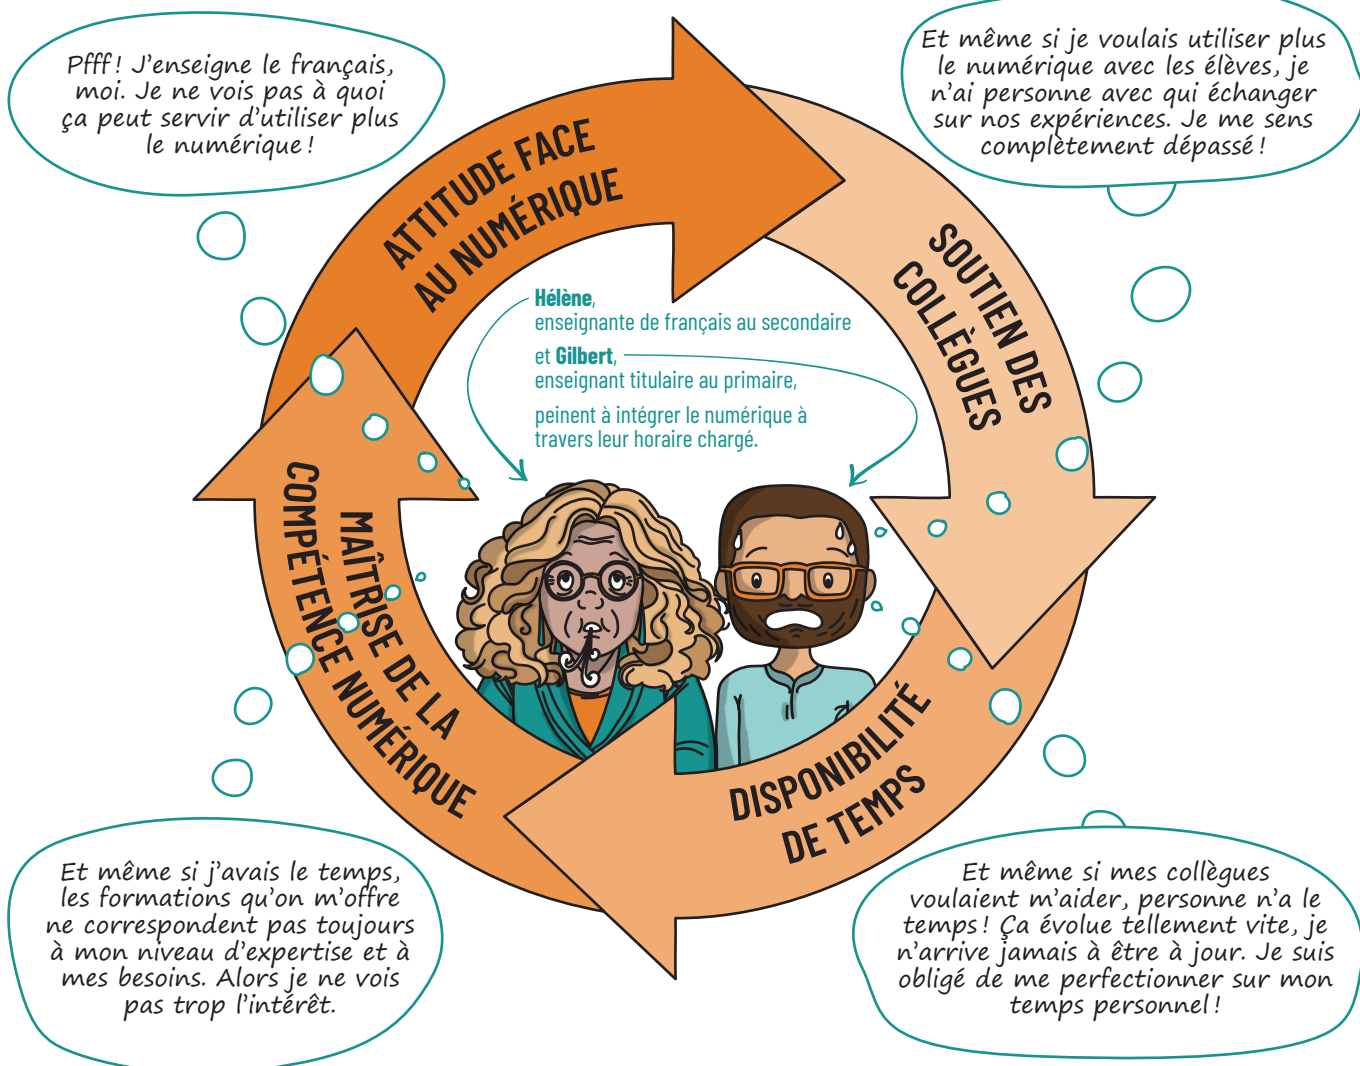 Pfff ! J'enseigne le français,
moi. Je ne vois pas à quoi
ça peut servir d'utiliser plus
le numérique !
Et même si je voulais utiliser plus
le numérique avec les élèves, je
n'ai personne avec qui échanger
sur nos expériences. Je me sens
complètement dépassé !
ATTITUDE FACE
AU NUMÉRIQUE
SOUTIEN DES
COLLÈGUES
Hélène,
enseignante de français au secondaire
et Gilbert,
enseignant titulaire au primaire,
peinent à intégrer le numérique à
travers leur horaire chargé.
MAÎTRISE DE LA
COMPÉTENCE NUMÉRIQUE
DISPONIBILITÉ
DE TEMPS
Et même si j'avais le temps,
les formations qu'on m'offre
ne correspondent pas toujours
à mon niveau d'expertise et à
mes besoins. Alors je ne vois
pas trop l'intérêt.
Et même si mes collègues
voulaient m'aider, personne n'a le
temps ! Ça évolue tellement vite, je
n'arrive jamais à être à jour. Je suis
obligé de me perfectionner sur mon
temps personnel !